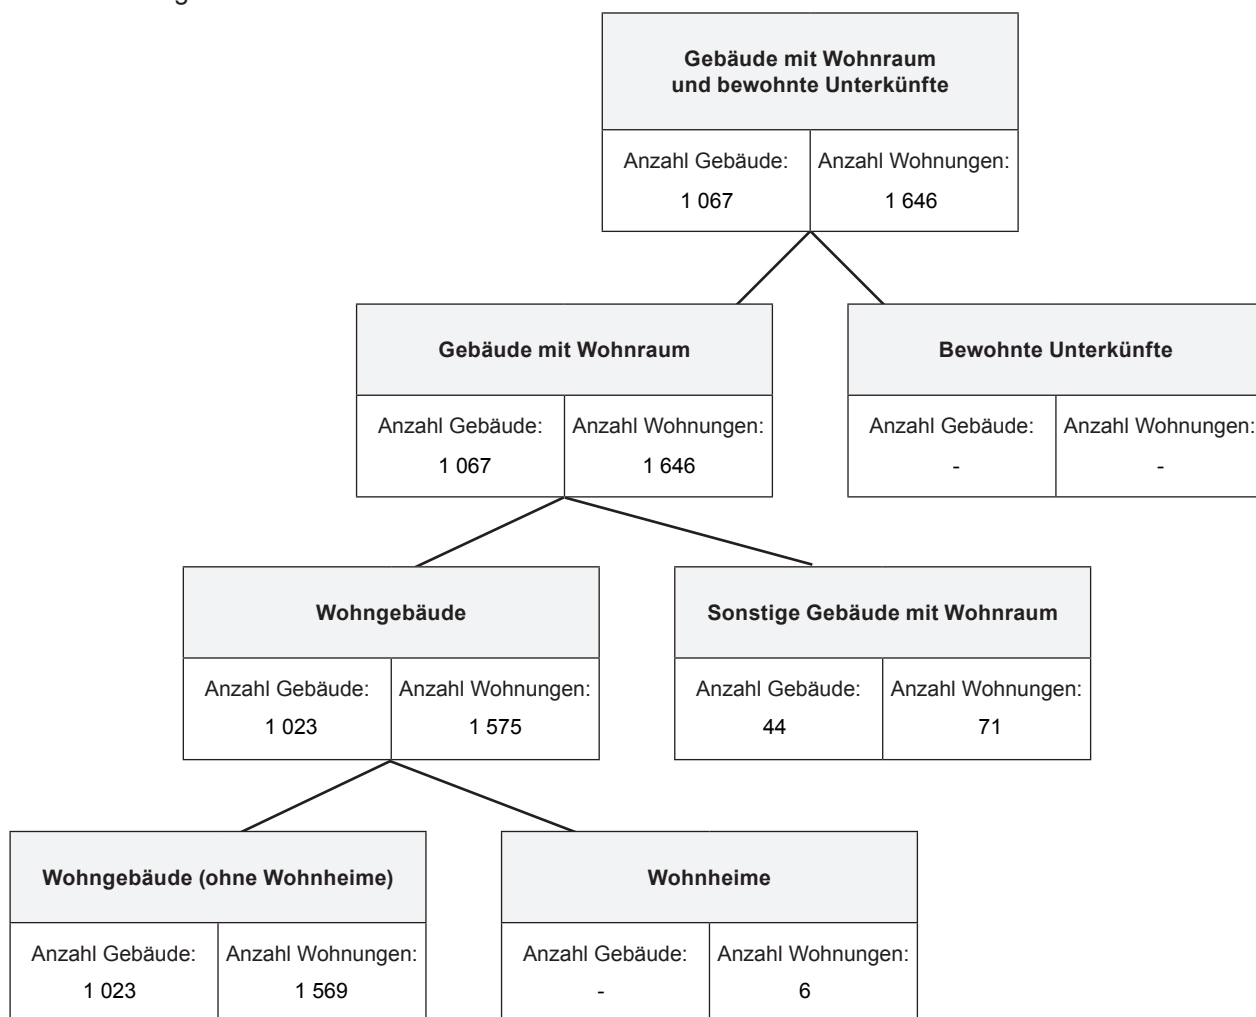 Gebäude mit Wohnraum
und bewohnte Unterkünfte
Anzahl Gebäude:
1 067
Anzahl Wohnungen:
1 646
Gebäude mit Wohnraum
Anzahl Gebäude:
1 067
Anzahl Wohnungen:
1 646
Bewohnte Unterkünfte
Anzahl Gebäude:
-
Anzahl Wohnungen:
-
Wohngebäude
Anzahl Gebäude:
1 023
Anzahl Wohnungen:
1 575
Sonstige Gebäude mit Wohnraum
Anzahl Gebäude:
44
Anzahl Wohnungen:
71
Wohngebäude (ohne Wohnheime)
Anzahl Gebäude:
1 023
Anzahl Wohnungen:
1 569
Wohnheime
Anzahl Gebäude:
-
Anzahl Wohnungen:
6